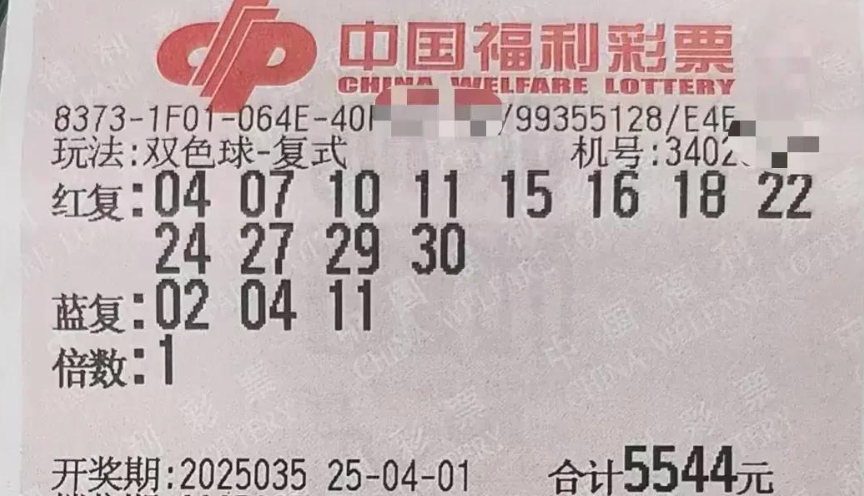 中国福利彩票
CHINA WELFARE LOTTERY
8373-1F01-064E-40 /99355128/E4E
玩法:双色球-复式 机号:3402
红复:04 07 10 11 15 16 18 22
24 27 29 30
蓝复:02 04 11
倍数:1
开奖期:2025035 25-04-01 合计5544元